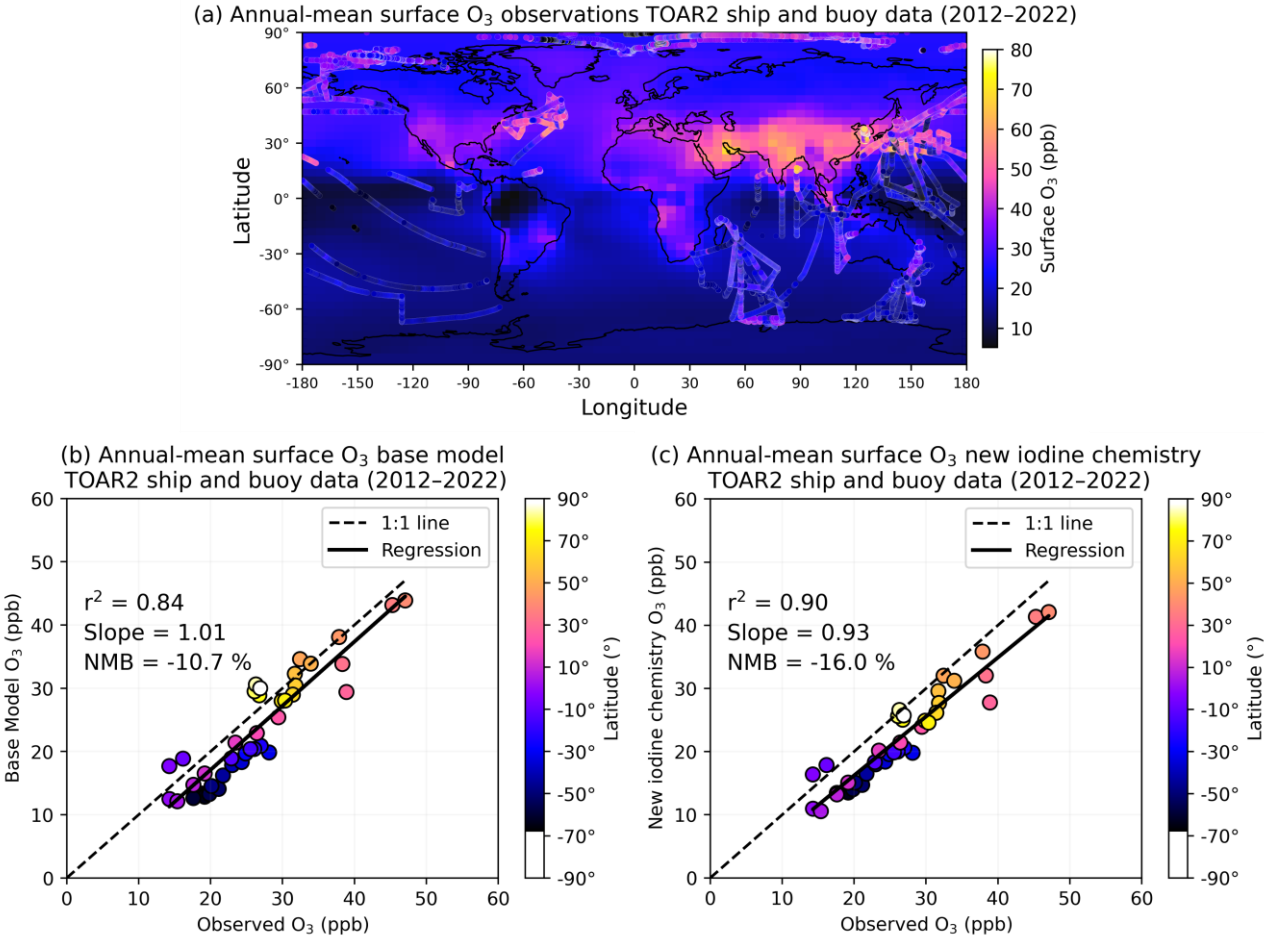 (a) Annual-mean surface O₃ observations TOAR2 ship and buoy data (2012–2022)
90°
60°
30°
0°
-30°
-60°
-90°
Latitude
-180 -150 -120 -90 -60 -30 0 30 60 90 120 150 180
Longitude
80
70
60
50
40
30
20
10
Surface O₃ (ppb)
(b) Annual-mean surface O₃ base model
TOAR2 ship and buoy data (2012–2022)
60
50
40
30
20
10
0
Base Model O₃ (ppb)
1:1 line
Regression
r² = 0.84
Slope = 1.01
NMB = -10.7 %
0 10 20 30 40 50 60
Observed O₃ (ppb)
90°
70°
50°
30°
10°
-10°
-30°
-50°
-70°
-90°
Latitude (°)
(c) Annual-mean surface O₃ new iodine chemistry
TOAR2 ship and buoy data (2012–2022)
60
50
40
30
20
10
0
New iodine chemistry O₃ (ppb)
1:1 line
Regression
r² = 0.90
Slope = 0.93
NMB = -16.0 %
0 10 20 30 40 50 60
Observed O₃ (ppb)
90°
70°
50°
30°
10°
-10°
-30°
-50°
-70°
-90°
Latitude (°)